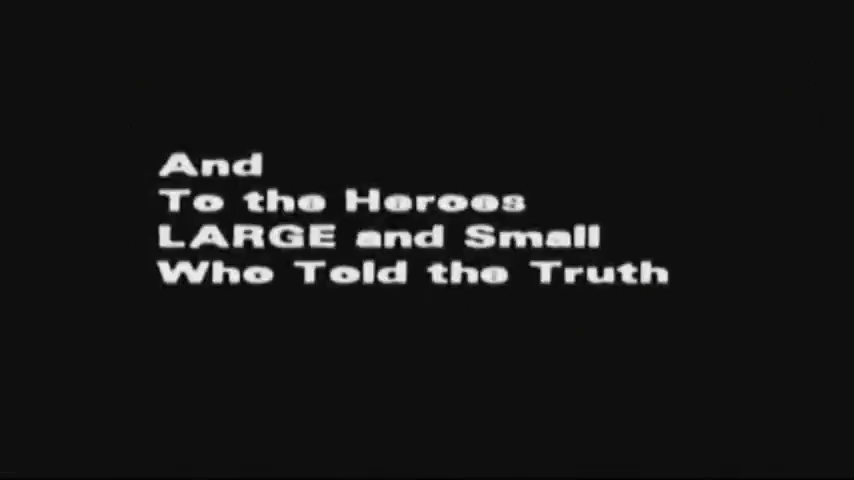 And
To the Heroes
LARGE and Small
Who Told the Truth